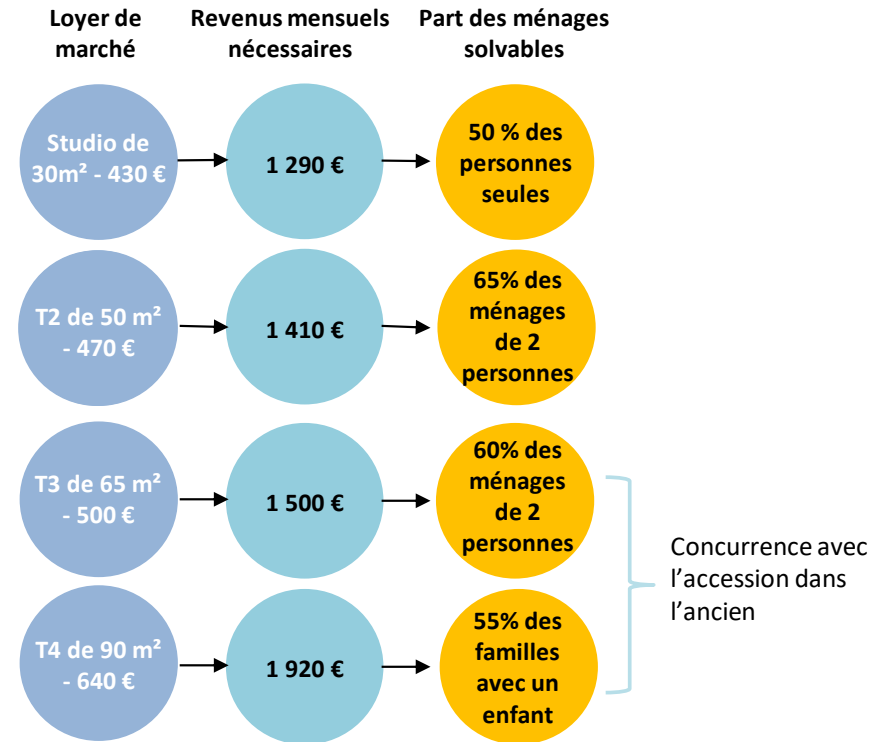 Loyer de
marché
Revenus mensuels
nécessaires
Part des ménages
solvables
Studio de
30m² - 430 €
1 290 €
50 % des
personnes
seules
T2 de 50 m²
- 470 €
1 410 €
65% des
ménages
de 2
personnes
T3 de 65 m²
- 500 €
1 500 €
60% des
ménages
de 2
personnes
T4 de 90 m²
- 640 €
1 920 €
55% des
familles
avec un
enfant
Concurrence avec
l'accession dans
l'ancien